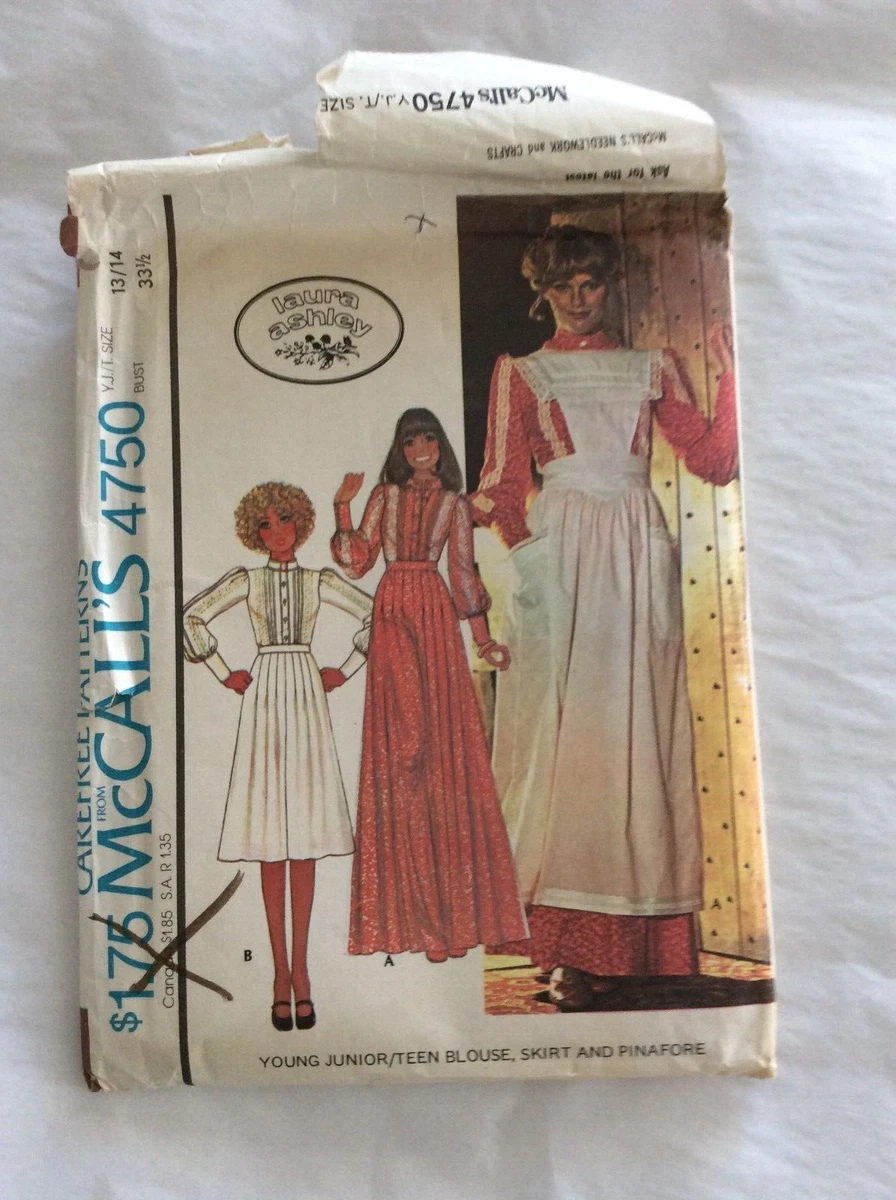 McCall's 4750 Y.J./T. SIZE
McCALL'S NEEDLEWORK and CRAFTS
Ask for the latest
laura
ashley
13/14
33½
Y.J./T. SIZE
BUST
CAREFREE PATTERNS
FROM
McCALL'S 4750
$1.75
Canada $1.85 S.A. R 1.35
B
A
A
YOUNG JUNIOR/TEEN BLOUSE, SKIRT AND PINAFORE